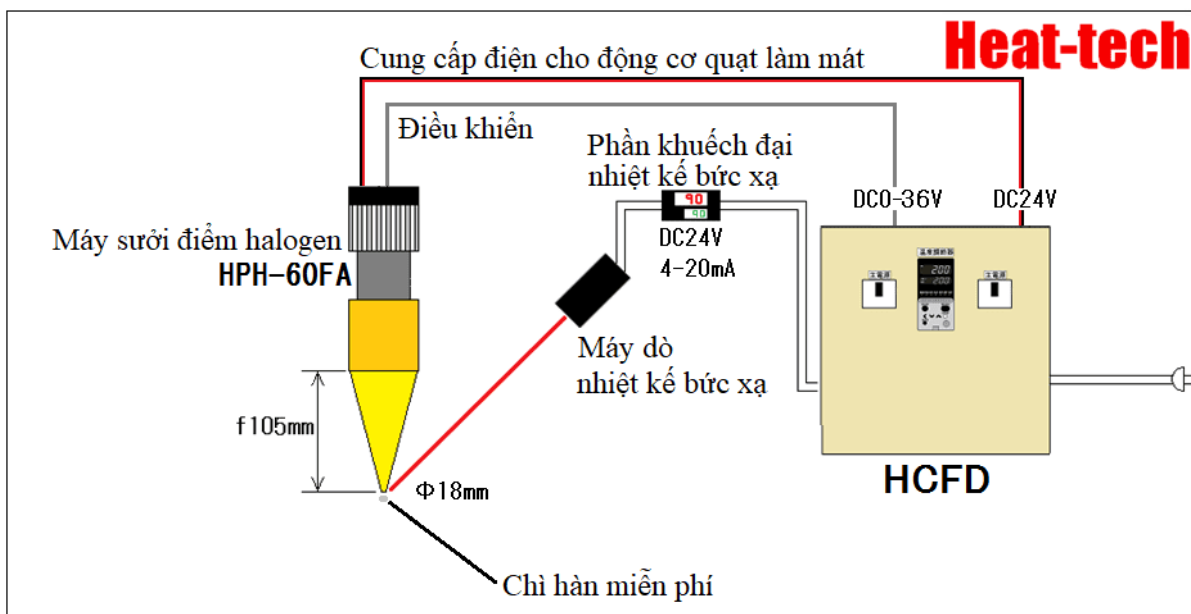 Heat-tech
Cung cấp điện cho động cơ quạt làm mát
Điều khiển
Phần khuếch đại
nhiệt kế bức xạ
90
90
DC24V
4-20mA
DC0-36V
DC24V
Máy sưởi điểm halogen
HPH-60FA
200
200
Máy dò
nhiệt kế bức xạ
f105mm
Φ18mm
HCFD
Chì hàn miễn phí